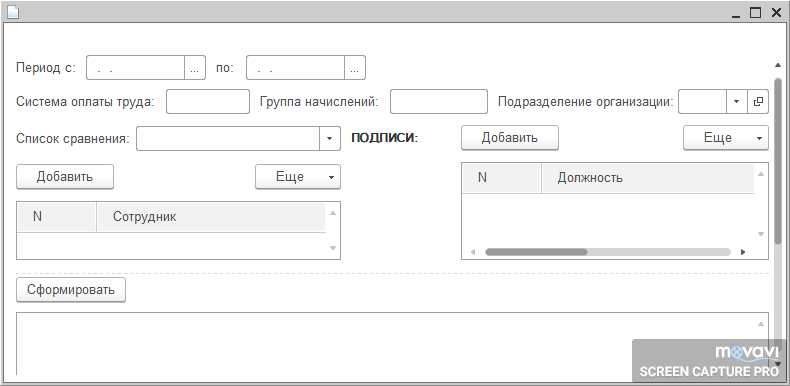 Период с: . . ... по: . . ...
Система оплаты труда: Группа начислений: Подразделение организации:
Список сравнения: ПОДПИСИ: Добавить Еще
Добавить Еще
N Должность
N Сотрудник
Сформировать
movavi
SCREEN CAPTURE PRO